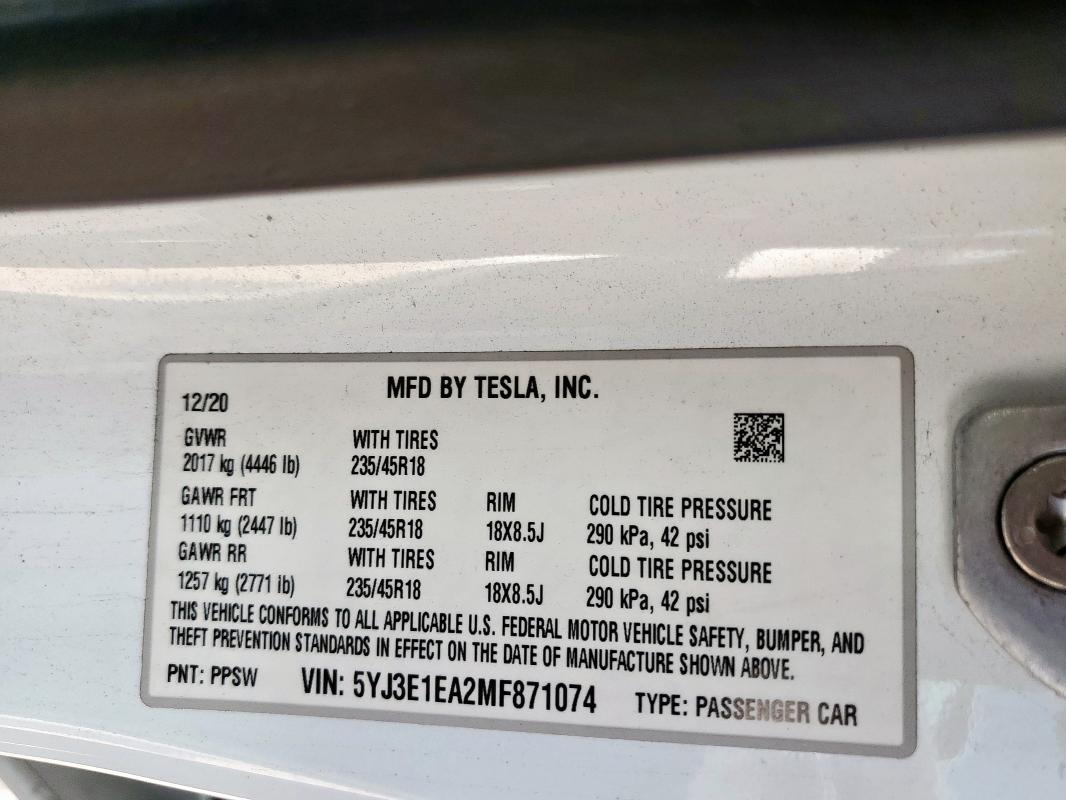 MFD BY TESLA, INC.
12/20
GVWR WITH TIRES
2017 kg (4446 lb) 235/45R18
GAWR FRT WITH TIRES RIM COLD TIRE PRESSURE
1110 kg (2447 lb) 235/45R18 18X8.5J 290 kPa, 42 psi
GAWR RR WITH TIRES RIM COLD TIRE PRESSURE
1257 kg (2771 lb) 235/45R18 18X8.5J 290 kPa, 42 psi
THIS VEHICLE CONFORMS TO ALL APPLICABLE U.S. FEDERAL MOTOR VEHICLE SAFETY, BUMPER, AND
THEFT PREVENTION STANDARDS IN EFFECT ON THE DATE OF MANUFACTURE SHOWN ABOVE.
PNT: PPSW VIN: 5YJ3E1EA2MF871074 TYPE: PASSENGER CAR